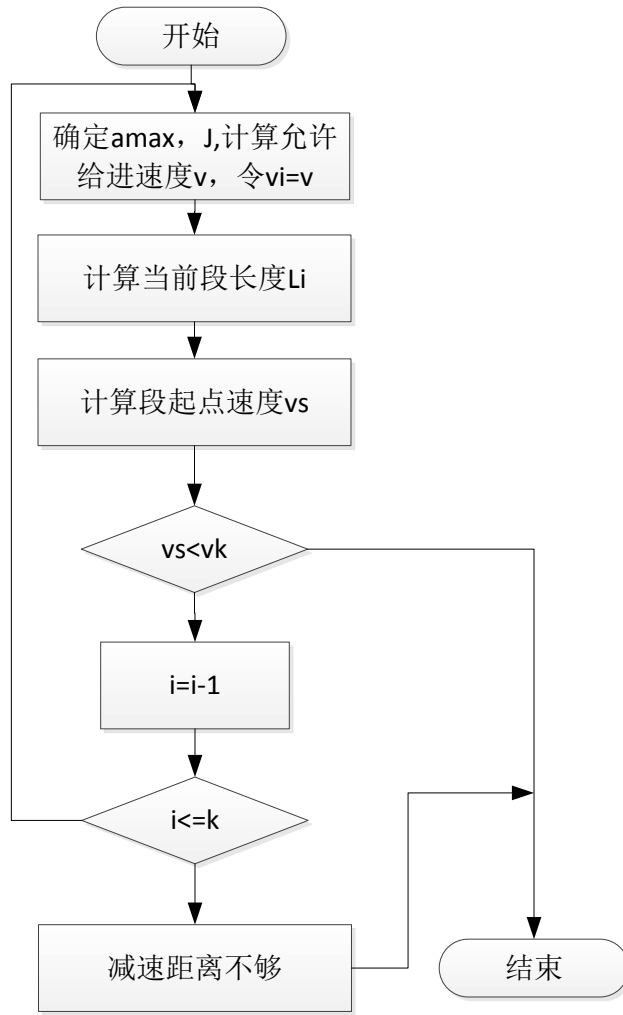 开始
确定amax，J,计算允许
给进速度v，令vi=v
计算当前段长度Li
计算段起点速度vs
vs<vk
i=i-1
i<=k
减速距离不够
结束